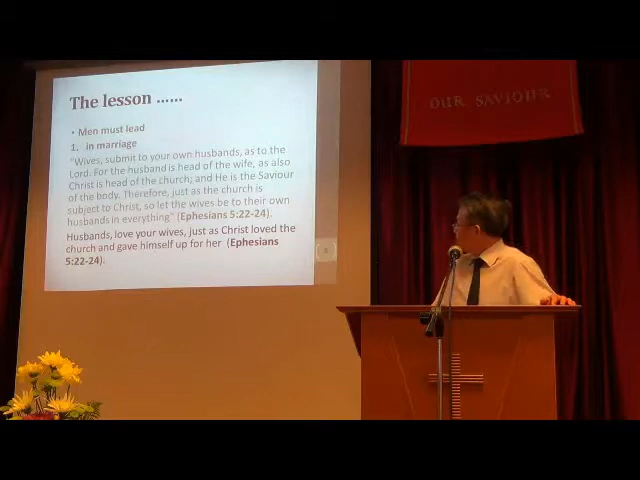 The lesson ……
• Men must lead
1. in marriage
"Wives, submit to your own husbands, as to the
Lord. For the husband is head of the wife, as also
Christ is head of the church; and He is the Saviour
of the body. Therefore, just as the church is
subject to Christ, so let the wives be to their own
husbands in everything" (Ephesians 5:22-24).
Husbands, love your wives, just as Christ loved the
church and gave himself up for her (Ephesians
5:22-24).
OUR SAVIOUR